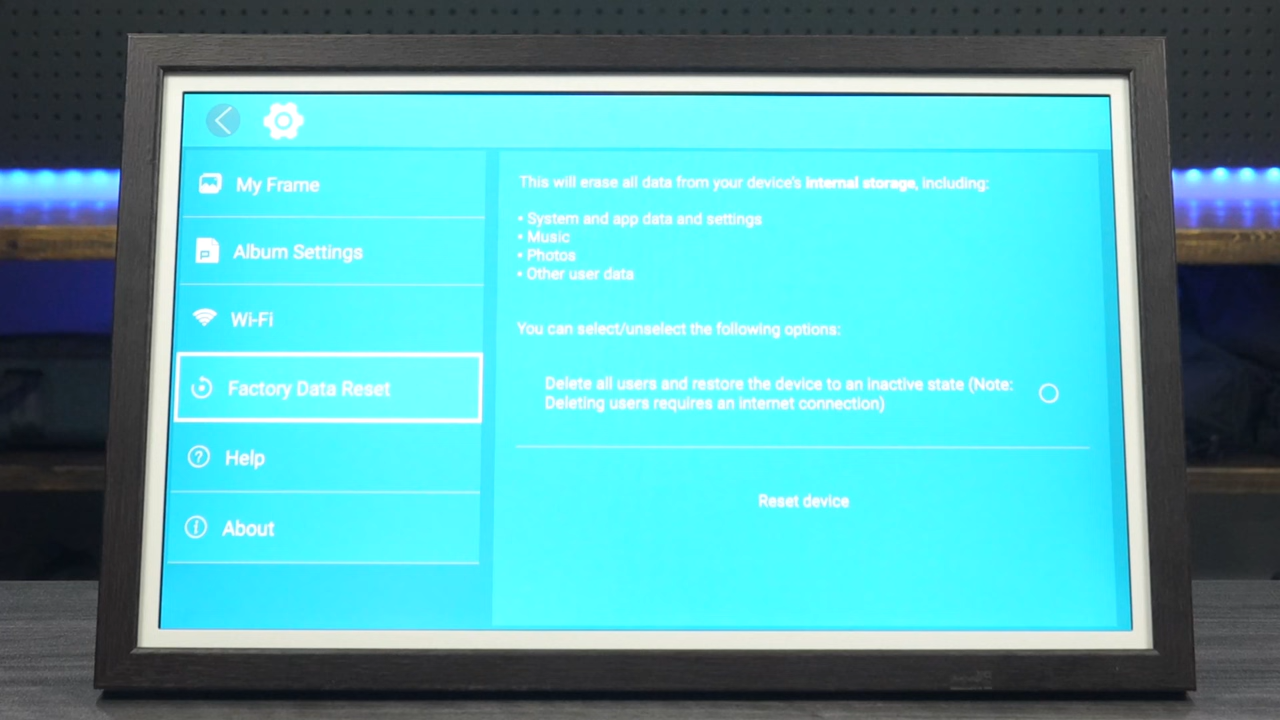 My Frame
Album Settings
Wi-Fi
Factory Data Reset
Help
About
This will erase all data from your device's internal storage, including:
• System and app data and settings
• Music
• Photos
• Other user data
You can select/unselect the following options:
Delete all users and restore the device to an inactive state (Note:
Deleting users requires an internet connection)
Reset device